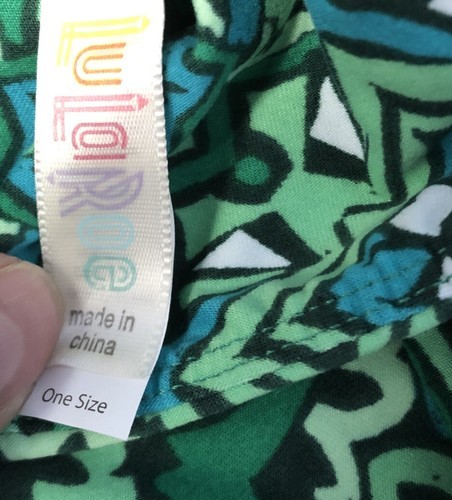 LuLaRoe
made in
china
One Size